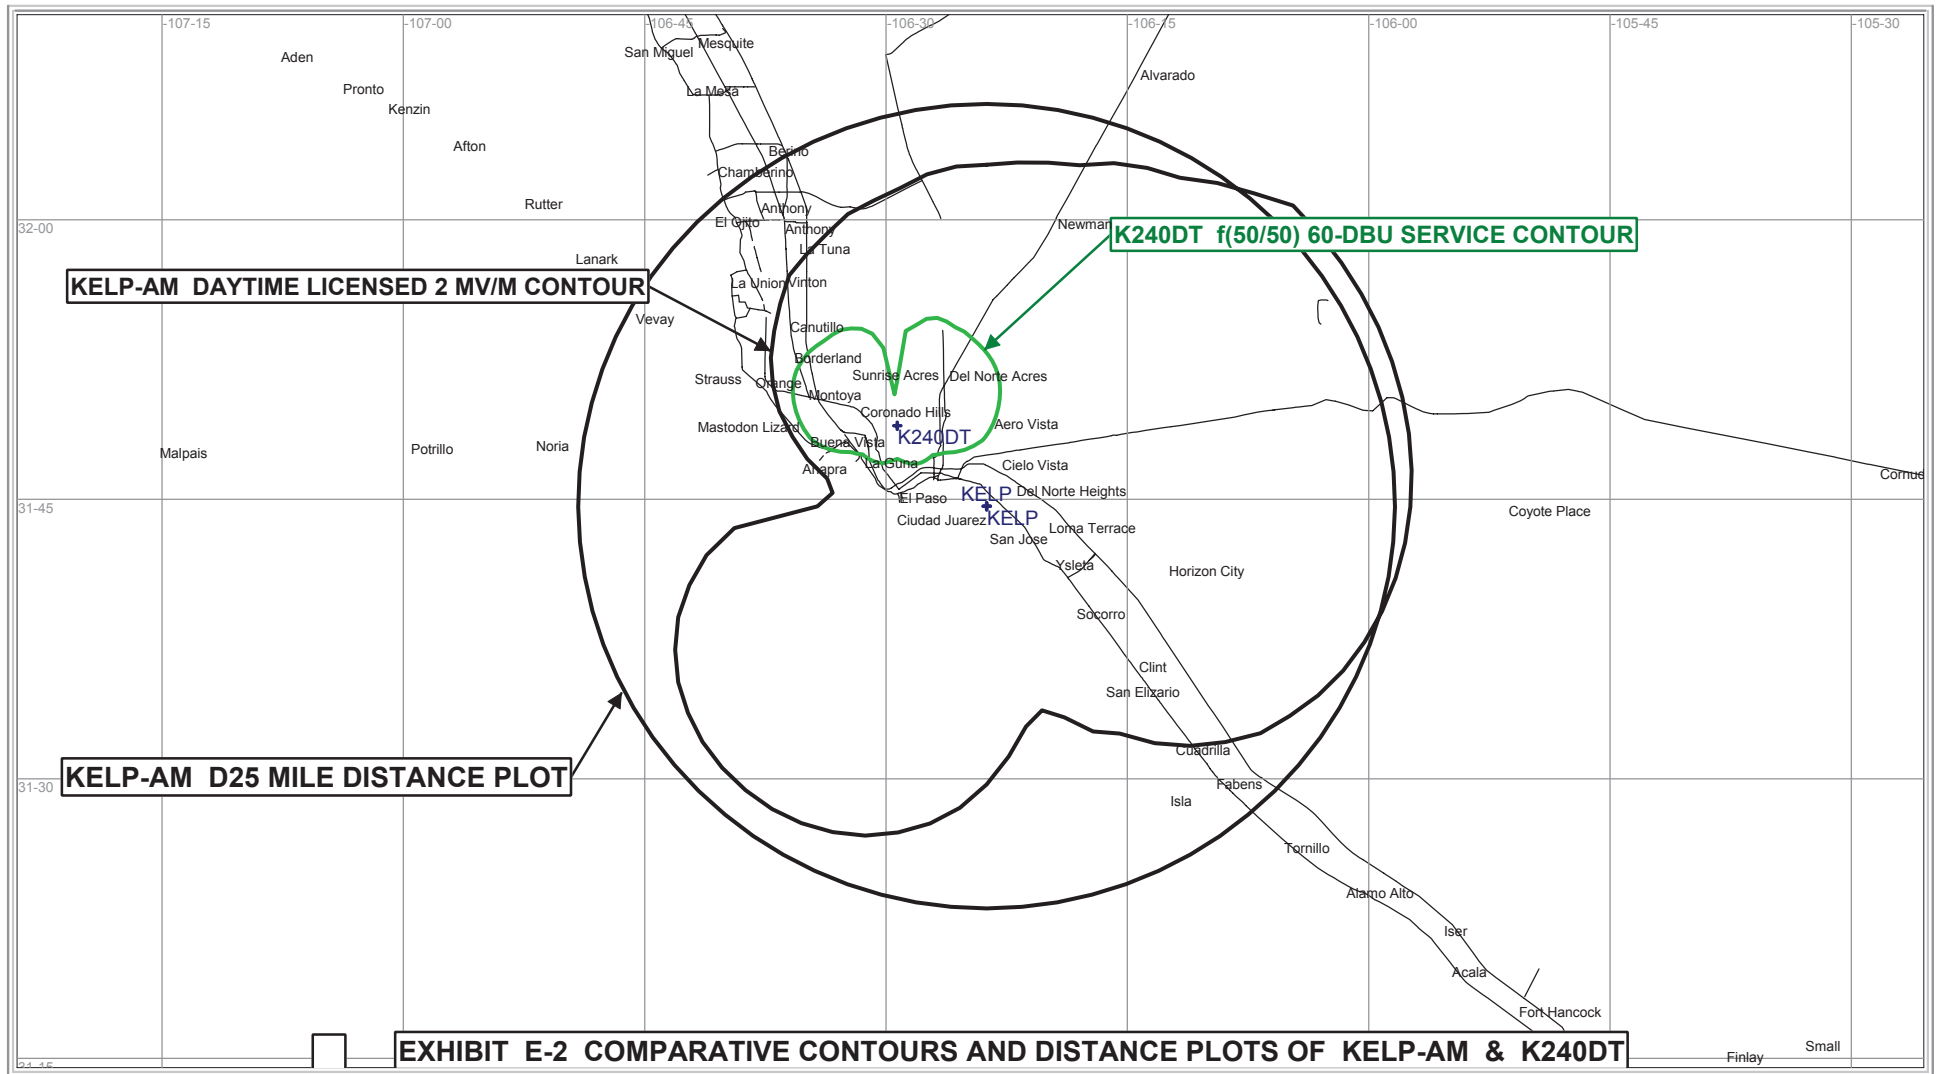 -107-15
-107-00
-106-45
-106-30
-106-15
-106-00
-105-45
-105-30
Aden
San Miguel
Mesquite
Alvarado
Pronto
La Mesa
Kenzin
Afton
Berino
Chamberino
Rutter
Anthony
El Ojito
Anthony
Newman
32-00
K240DT f(50/50) 60-DBU SERVICE CONTOUR
La Tuna
Lanark
KELP-AM DAYTIME LICENSED 2 MV/M CONTOUR
La Union
Vinton
Vevay
Canutillo
Borderland
Strauss
Orange
Sunrise Acres
Del Norte Acres
Montoya
Coronado Hills
Mastodon
Lizard
Aero Vista
K240DT
Buena Vista
Malpais
Potrillo
Noria
Anapra
La Guna
Cielo Vista
Cornuc
31-45
El Paso
KELP
Del Norte Heights
Ciudad Juarez
KELP
Coyote Place
Loma Terrace
San Jose
Ysleta
Horizon City
Socorro
Clint
San Elizario
Cuadrilla
KELP-AM D25 MILE DISTANCE PLOT
31-30
Fabens
Isla
Tornillo
Alamo Alto
Iser
Acala
Fort Hancock
EXHIBIT E-2 COMPARATIVE CONTOURS AND DISTANCE PLOTS OF KELP-AM & K240DT
Small
Finlay
31-15